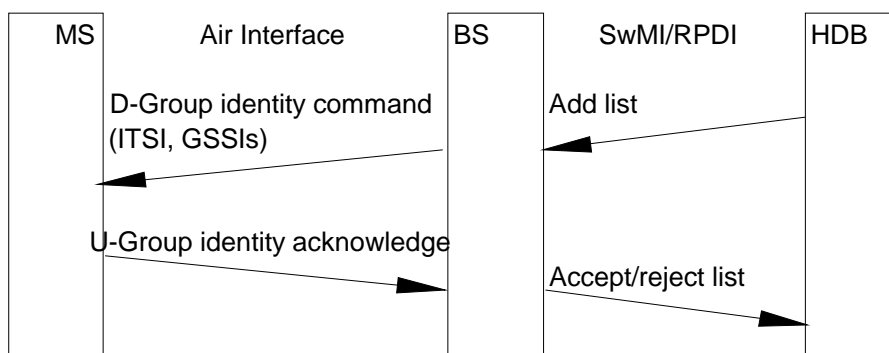 MS
Air Interface
BS
SwMI/RPDI
HDB
D-Group identity command
(ITSI, GSSIs)
Add list
U-Group identity acknowledge
Accept/reject list